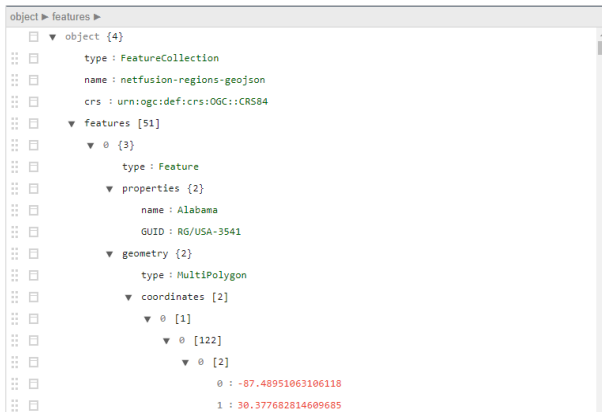 object ▶ features ▶
▼ object {4}
type : FeatureCollection
name : netfusion-regions-geojson
crs : urn:ogc:def:crs:OGC::CRS84
▼ features [51]
▼ 0 {3}
type : Feature
▼ properties {2}
name : Alabama
GUID : RG/USA-3541
▼ geometry {2}
type : MultiPolygon
▼ coordinates [2]
▼ 0 [1]
▼ 0 [122]
▼ 0 [2]
0 : -87.48951063106118
1 : 30.377682814609685